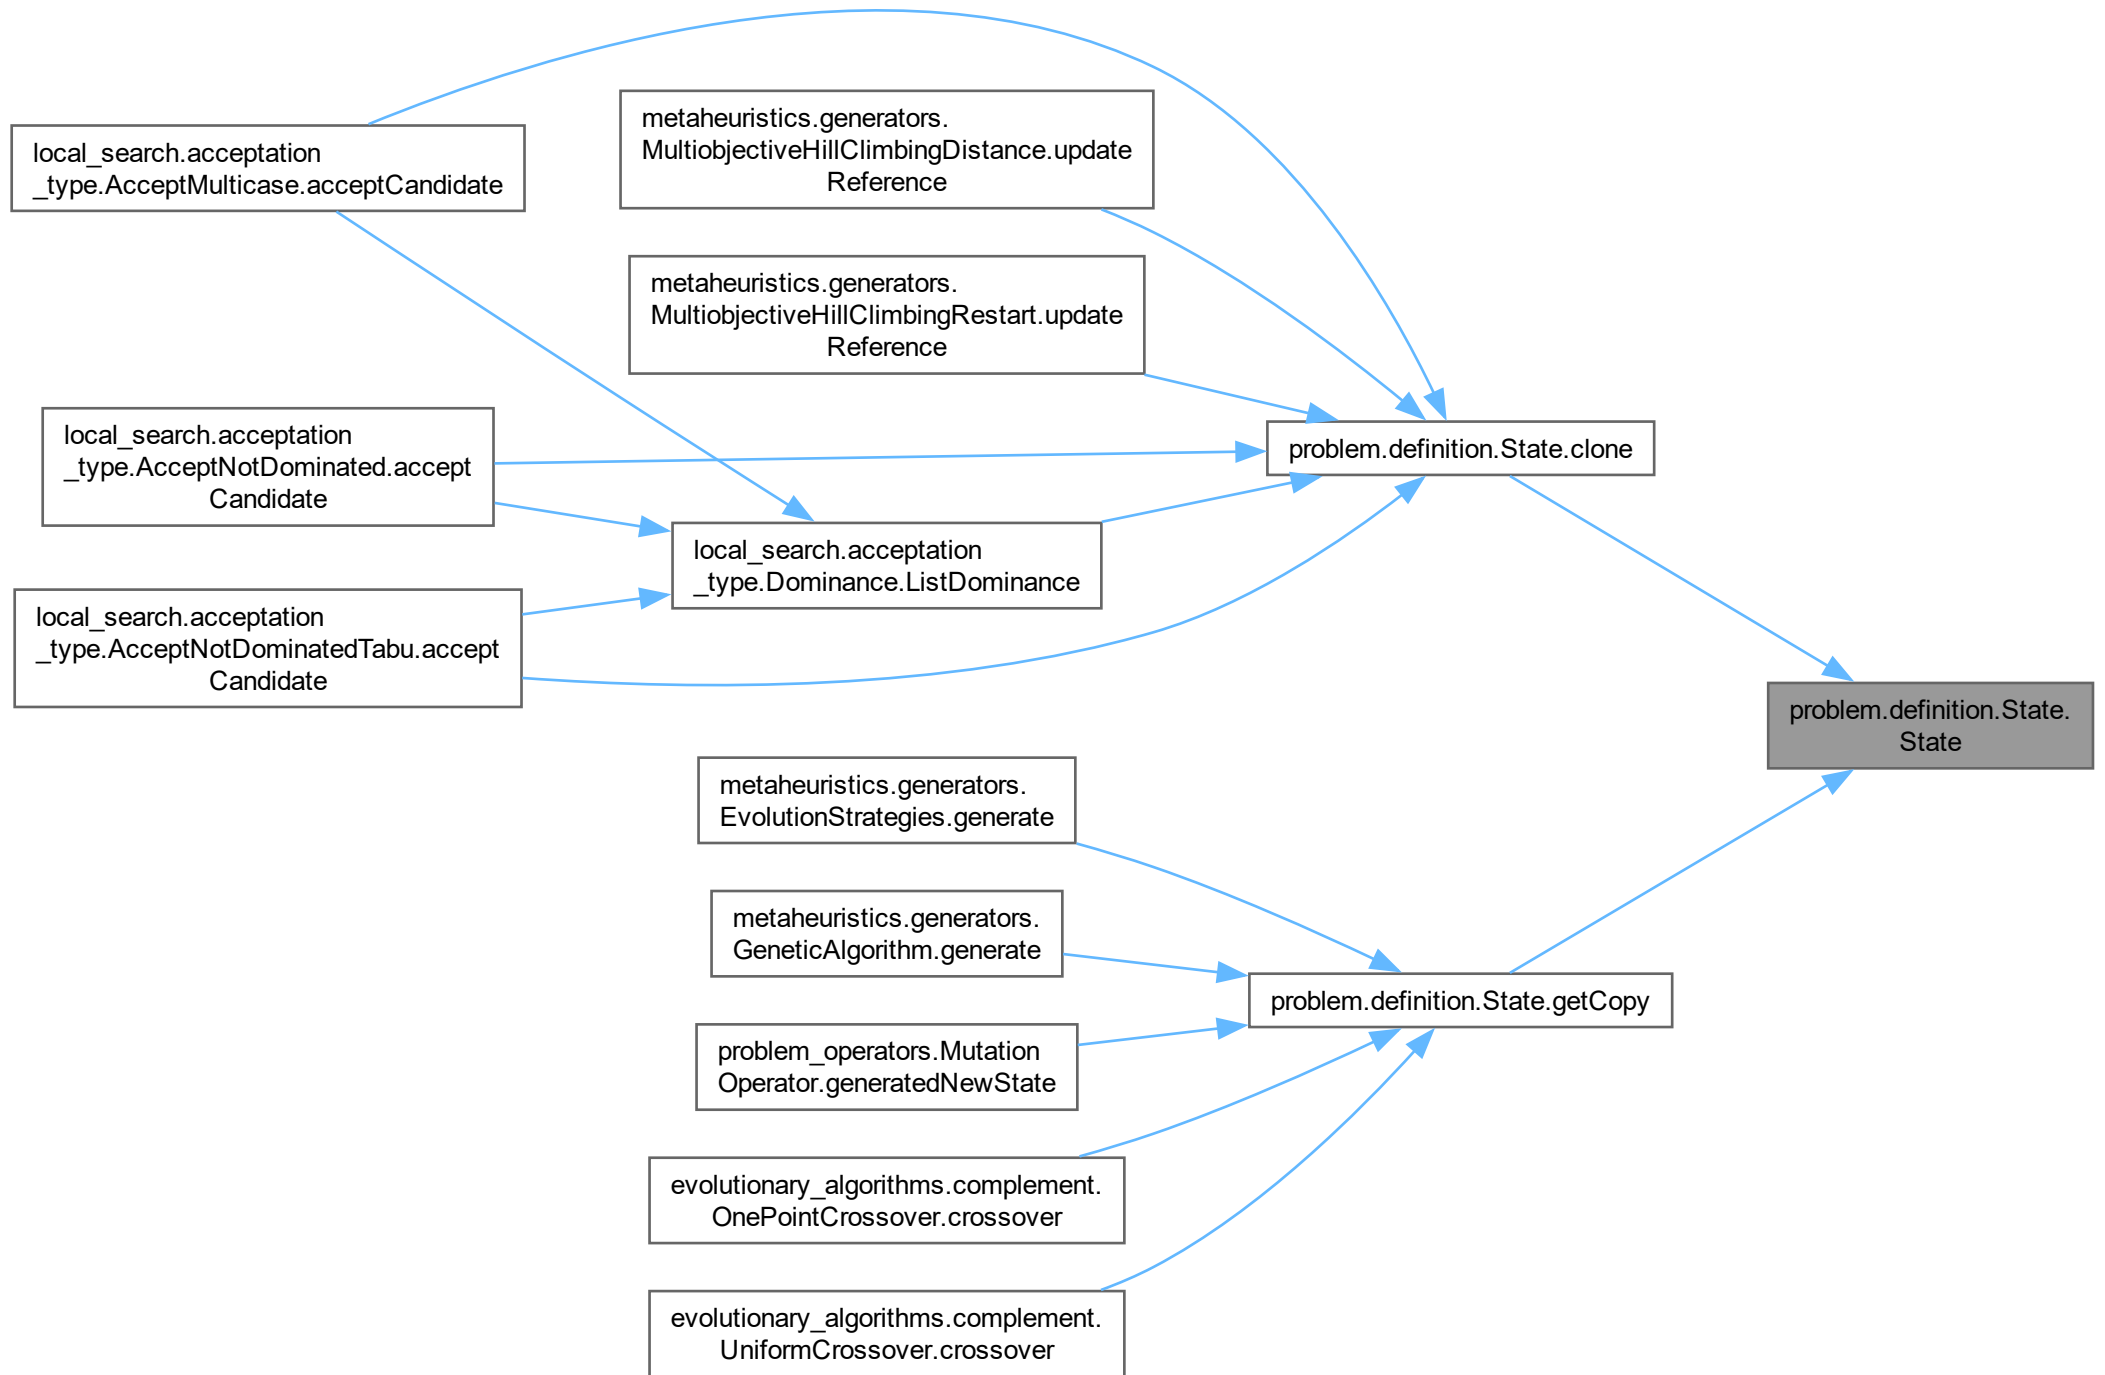 local_search.acceptation
_type.AcceptMulticase.acceptCandidate
metaheuristics.generators.
MultiobjectiveHillClimbingDistance.update
Reference
metaheuristics.generators.
MultiobjectiveHillClimbingRestart.update
Reference
local_search.acceptation
_type.AcceptNotDominated.accept
Candidate
problem.definition.State.clone
local_search.acceptation
_type.Dominance.ListDominance
local_search.acceptation
_type.AcceptNotDominatedTabu.accept
Candidate
problem.definition.State.
State
metaheuristics.generators.
EvolutionStrategies.generate
metaheuristics.generators.
GeneticAlgorithm.generate
problem.definition.State.getCopy
problem_operators.Mutation
Operator.generatedNewState
evolutionary_algorithms.complement.
OnePointCrossover.crossover
evolutionary_algorithms.complement.
UniformCrossover.crossover